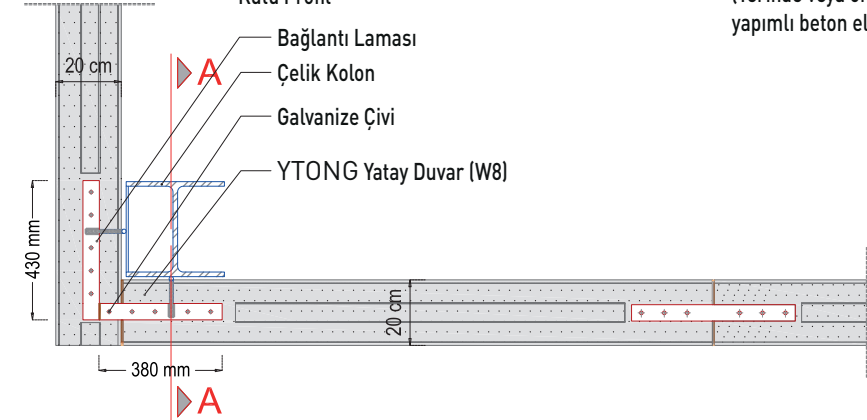 yapımlı beton el
Bağlantı Laması
20 cm
A
Çelik Kolon
Galvanize Çivi
YTONG Yatay Duvar (W8)
430 mm
20 cm
380 mm
A